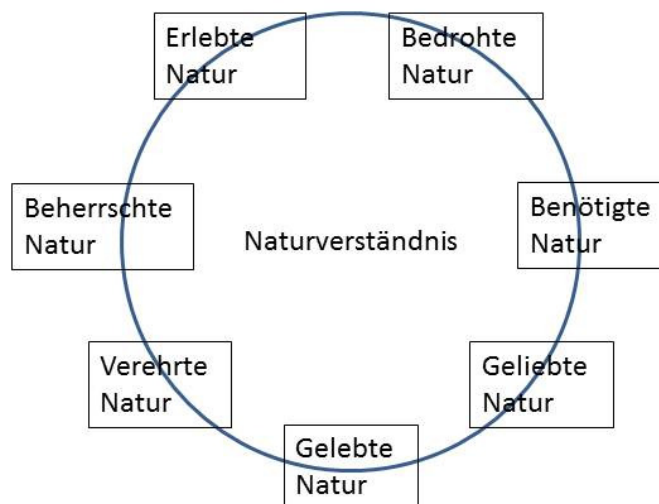 Erlebte
Natur
Bedrohte
Natur
Beherrschte
Natur
Naturverständnis
Benötigte
Natur
Verehrte
Natur
Geliebte
Natur
Gelebte
Natur